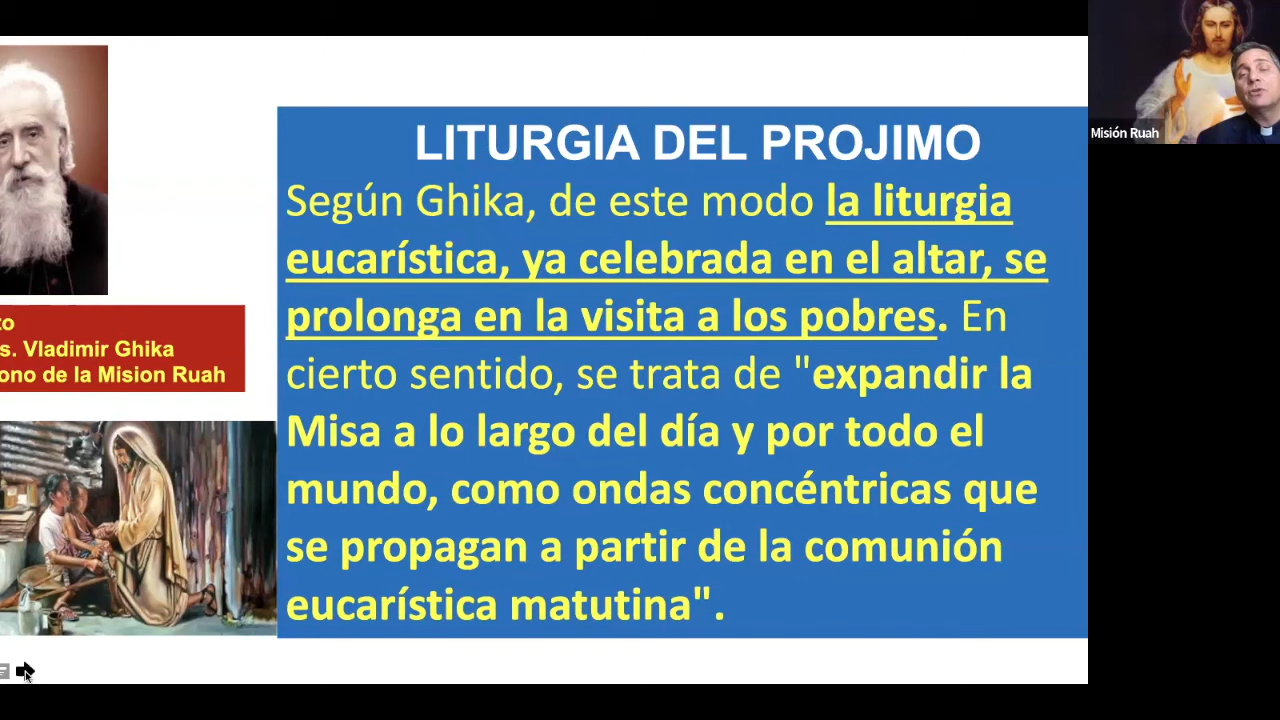 LITURGIA DEL PROJIMO
Según Ghika, de este modo la liturgia
eucarística, ya celebrada en el altar, se
prolonga en la visita a los pobres. En
cierto sentido, se trata de "expandir la
Misa a lo largo del día y por todo el
mundo, como ondas concéntricas que
se propagan a partir de la comunión
eucarística matutina".
to
s. Vladimir Ghika
ono de la Mision Ruah
Misión Ruah